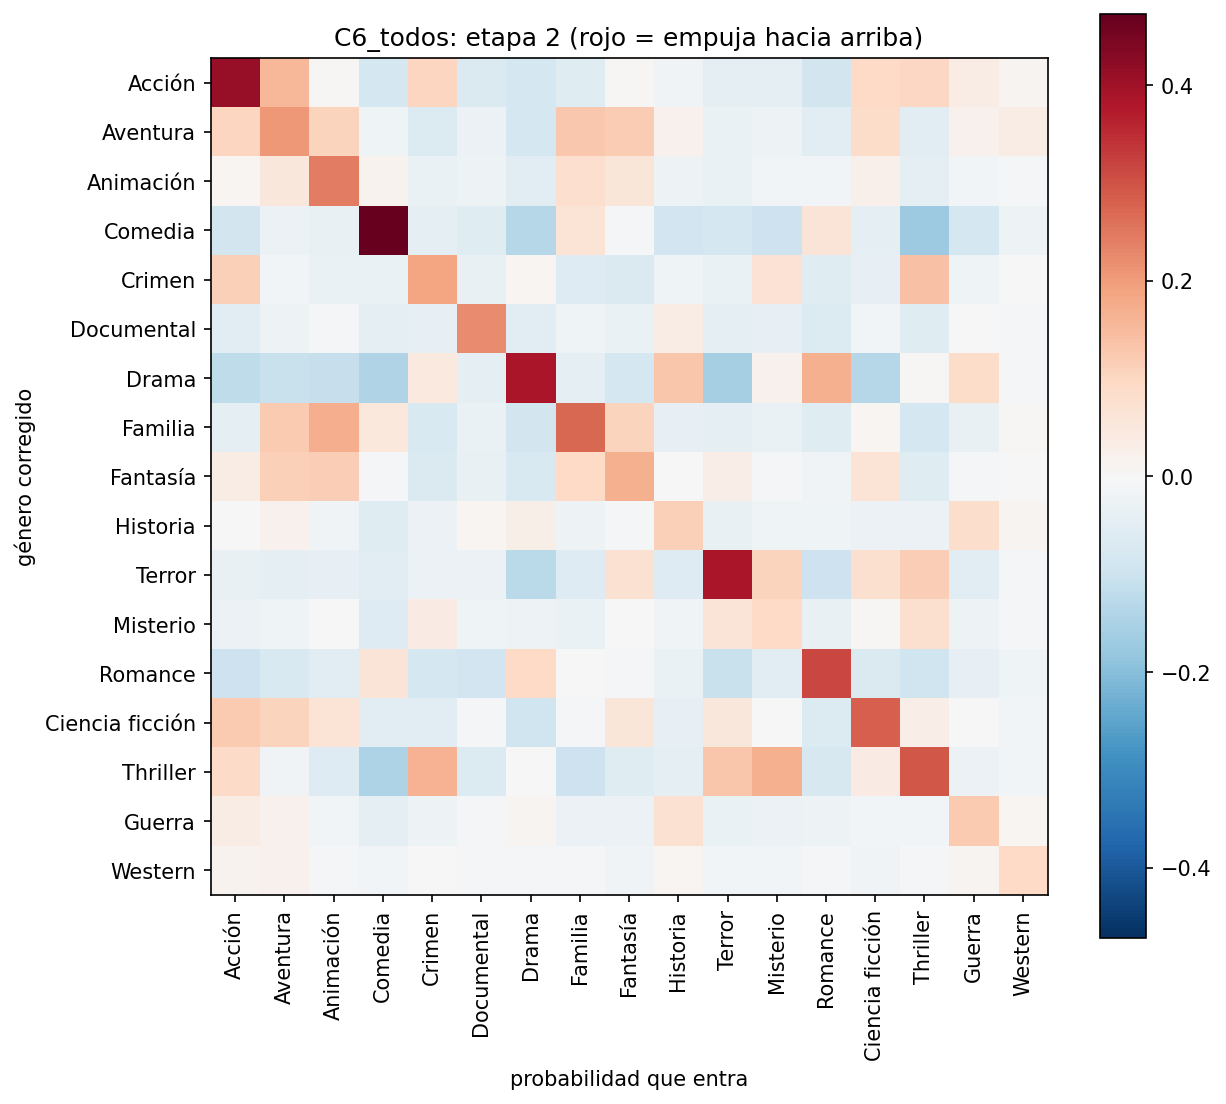 C6_todos: etapa 2 (rojo = empuja hacia arriba)
género corregido
Acción
Aventura
Animación
Comedia
Crimen
Documental
Drama
Familia
Fantasía
Historia
Terror
Misterio
Romance
Ciencia ficción
Thriller
Guerra
Western
Acción
Aventura
Animación
Comedia
Crimen
Documental
Drama
Familia
Fantasía
Historia
Terror
Misterio
Romance
Ciencia ficción
Thriller
Guerra
Western
probabilidad que entra
0.4
0.2
0.0
−0.2
−0.4